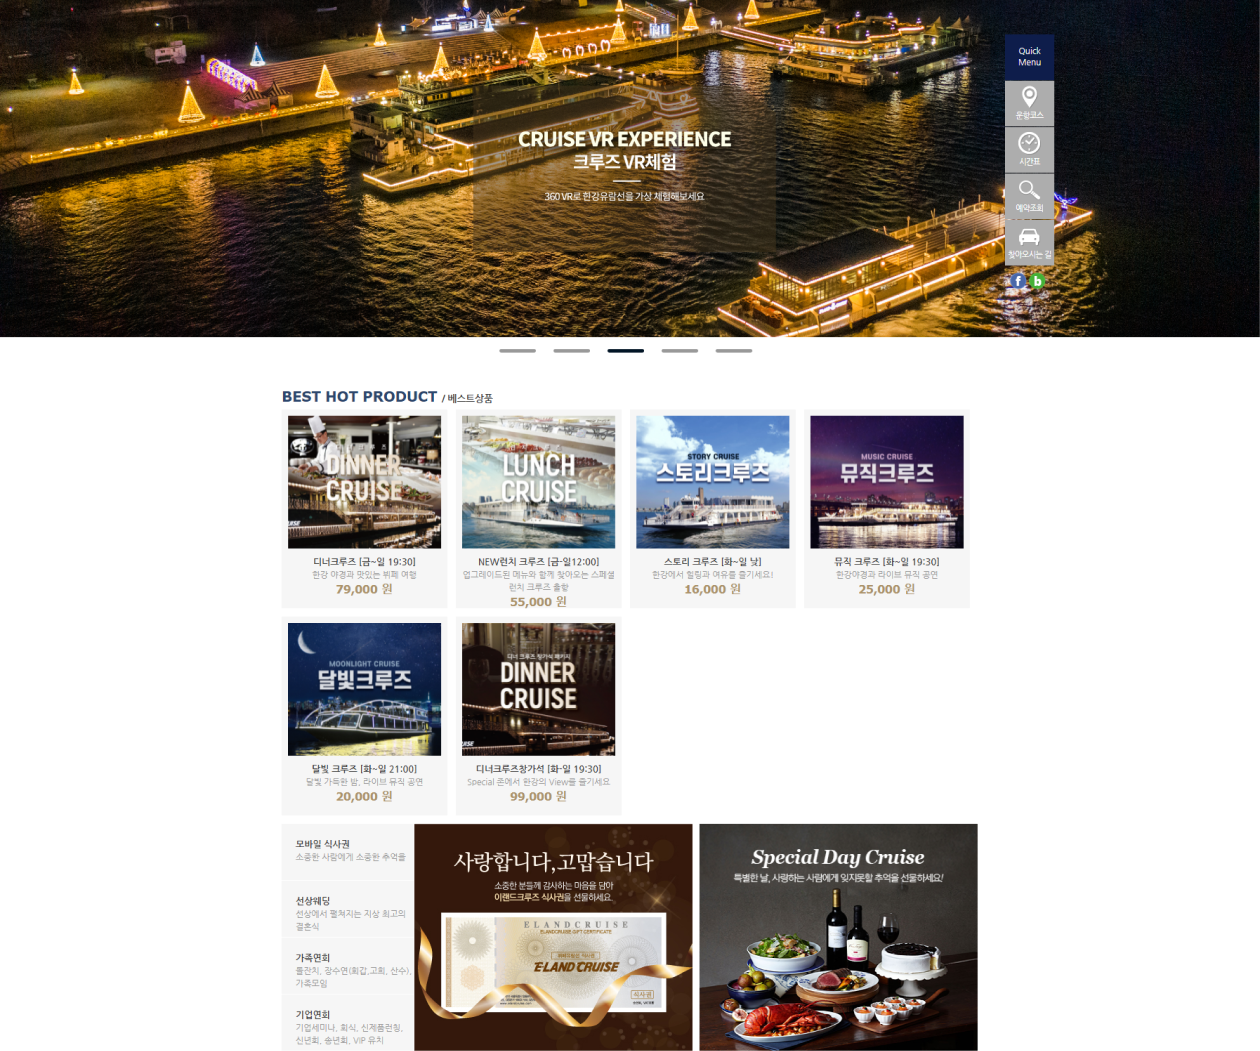 CRUISE VR EXPERIENCE
크루즈 VR체험
360 VR로 한강유람선을 가상 체험해보세요
Quick
Menu
운항코스
시간표
예약조회
찾아오시는 길
BEST HOT PRODUCT / 베스트상품
DINNER
CRUISE
디너크루즈 [금~일 19:30]
한강 야경과 맛있는 뷔페 여행
79,000 원
LUNCH
CRUISE
NEW런치 크루즈 [금-일12:00]
업그레이드된 메뉴와 함께 찾아오는 스페셜
런치 크루즈 출항
55,000 원
STORY CRUISE
스토리크루즈
스토리 크루즈 [화~일 낮]
한강에서 힐링과 여유를 즐기세요!
16,000 원
MUSIC CRUISE
뮤직크루즈
뮤직 크루즈 [화~일 19:30]
한강야경과 라이브 뮤직 공연
25,000 원
MOONLIGHT CRUISE
달빛크루즈
달빛 크루즈 [화~일 21:00]
달빛 가득한 밤, 라이브 뮤직 공연
20,000 원
디너 크루즈 창가석 패키지
DINNER
CRUISE
디너크루즈창가석 [화-일 19:30]
Special 존에서 한강의 View를 즐기세요
99,000 원
모바일 식사권
소중한 사람에게 소중한 추억을
선상웨딩
선상에서 펼쳐지는 지상 최고의
결혼식
가족연회
돌잔치, 장수연(회갑,고희, 산수),
가족모임
기업연회
기업세미나, 회식, 신제품런칭,
신년회, 송년회, VIP 유치
사랑합니다,고맙습니다
소중한 분들께 감사하는 마음을 담아
이랜드크루즈 식사권을 선물하세요
ELANDCRUISE
ELANDCRUISE GIFT CERTIFICATE
ELAND CRUISE
식사권
Special Day Cruise
특별한 날, 사랑하는 사람에게 잊지못할 추억을 선물하세요!